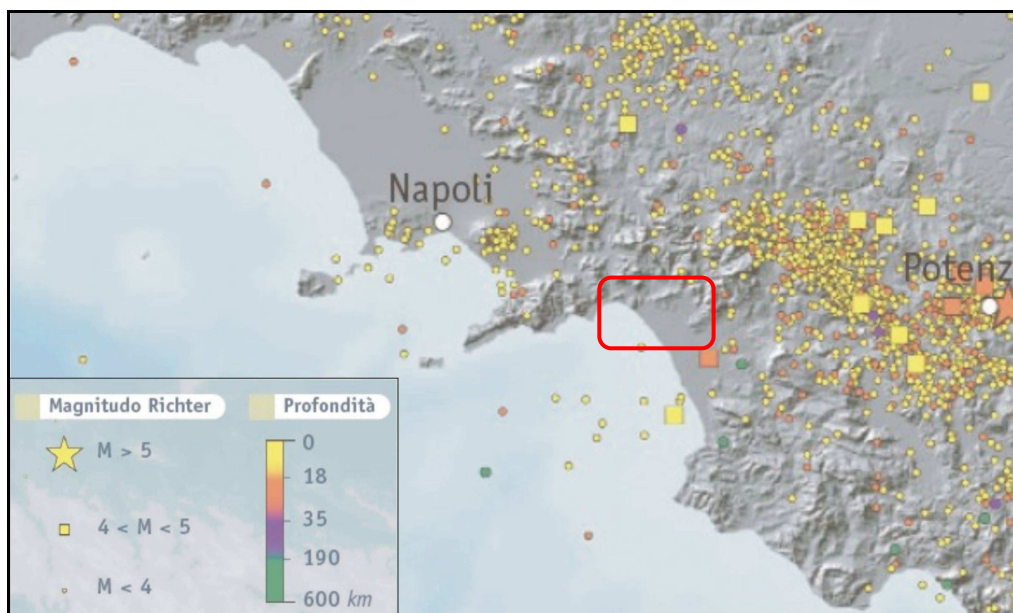 Napoli
Potenz
Magnitudo Richter
Profondità
M > 5
4 < M < 5
M < 4
0
18
35
190
600 km